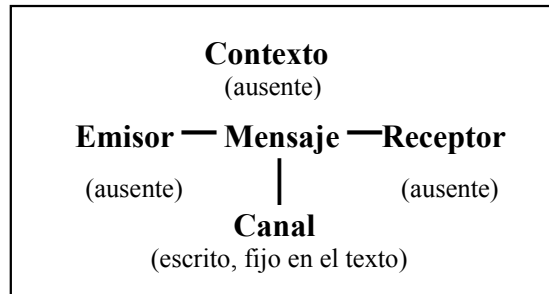 Contexto
(ausente)
Emisor Mensaje Receptor
(ausente) (ausente)
Canal
(escrito, fijo en el texto)